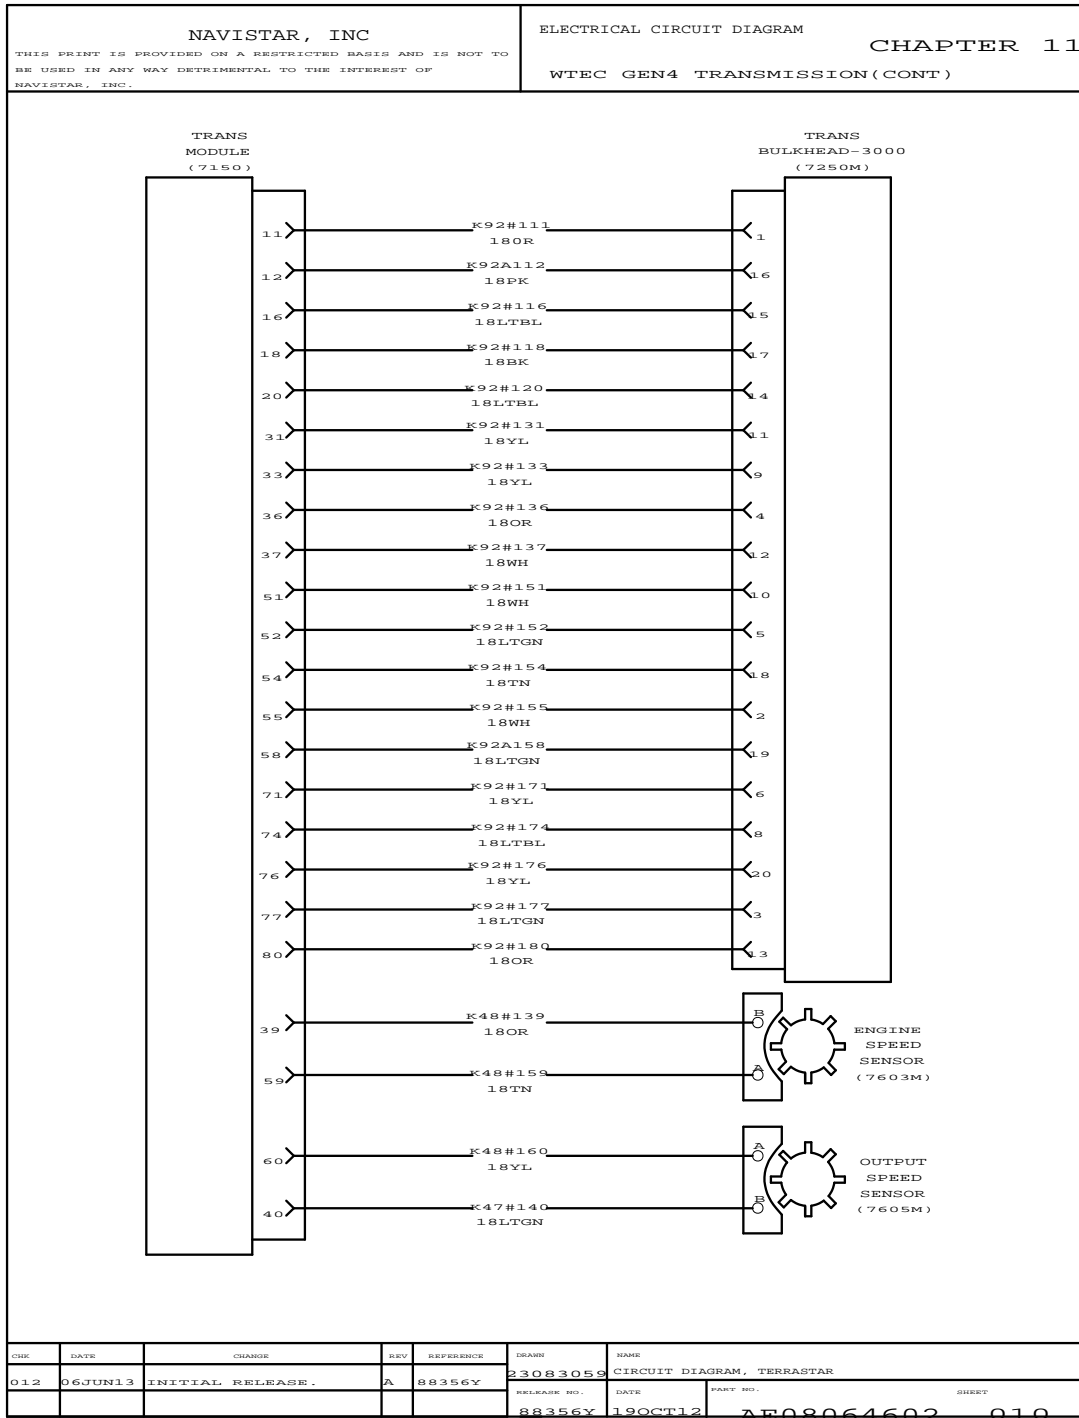 NAVISTAR, INC
THIS PRINT IS PROVIDED ON A RESTRICTED BASIS AND IS NOT TO
BE USED IN ANY WAY DETRIMENTAL TO THE INTEREST OF
NAVISTAR, INC.
ELECTRICAL CIRCUIT DIAGRAM
CHAPTER 11
WTEC GEN4 TRANSMISSION(CONT)
TRANS
MODULE
(7150)
TRANS
BULKHEAD-3000
(7250M)
11 K92#111 1
18OR
12 K92A112 16
18PK
16 K92#116 15
18LTBL
18 K92#118 17
18BK
20 K92#120 14
18LTBL
31 K92#131 11
18YL
33 K92#133 9
18YL
36 K92#136 4
18OR
37 K92#137 12
18WH
51 K92#151 10
18WH
52 K92#152 5
18LTGN
54 K92#154 18
18TN
55 K92#155 2
18WH
58 K92A158 19
18LTGN
71 K92#171 6
18YL
74 K92#174 8
18LTBL
76 K92#176 20
18YL
77 K92#177 3
18LTGN
80 K92#180 13
18OR
39 K48#139 B
18OR
59 K48#159 A
18TN
ENGINE
SPEED
SENSOR
(7603M)
60 K48#160 A
18YL
40 K47#140 B
18LTGN
OUTPUT
SPEED
SENSOR
(7605M)
CHK DATE CHANGE REV REFERENCE
012 06JUN13 INITIAL RELEASE. A 88356Y
DRAWN
23083059
NAME
CIRCUIT DIAGRAM, TERRASTAR
RELEASE NO.
88356Y
DATE
19OCT12
PART NO. SHEET
AE08064602 010